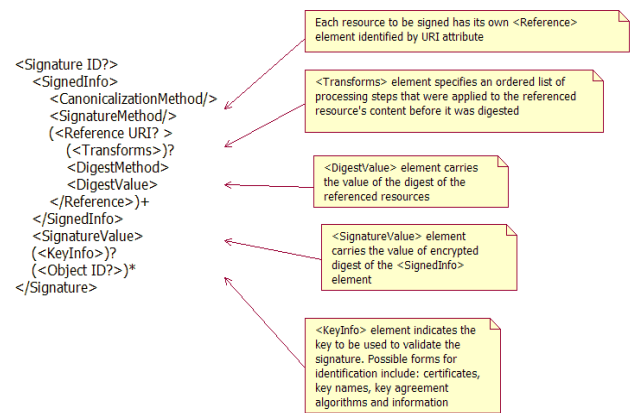 <Signature ID?>
<SignedInfo>
<CanonicalizationMethod/>
<SignatureMethod/>
(<Reference URI? >
(<Transforms>)?
<DigestMethod>
<DigestValue>
</Reference>)+
</SignedInfo>
<SignatureValue>
(<KeyInfo>)?
(<Object ID?>)*
</Signature>
Each resource to be signed has its own <Reference>
element identified by URI attribute
<Transforms> element specifies an ordered list of
processing steps that were applied to the referenced
resource's content before it was digested
<DigestValue> element carries
the value of the digest of the
referenced resources
<SignatureValue> element
carries the value of encrypted
digest of the <SignedInfo>
element
<KeyInfo> element indicates the
key to be used to validate the
signature. Possible forms for
identification include: certificates,
key names, key agreement
algorithms and information